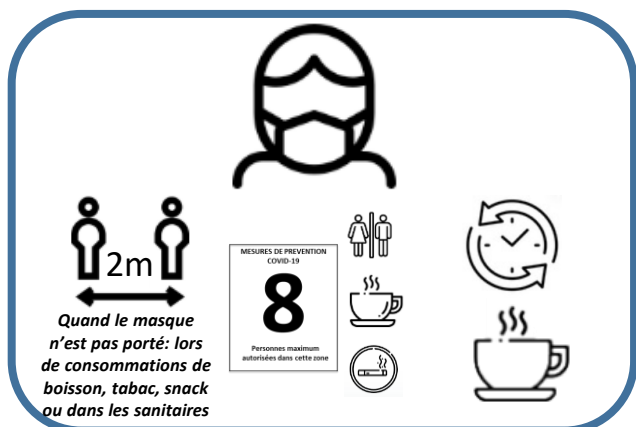 2m
Quand le masque
n’est pas porté: lors
de consommations de
boisson, tabac, snack
ou dans les sanitaires
MESURES DE PREVENTION
COVID-19
8
Personnes maximum
autorisées dans cette zone